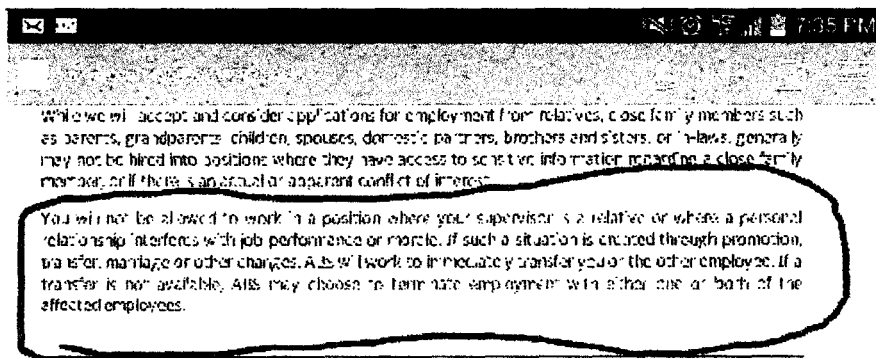 7:35 PM
While we will accept and consider applications for employment from relatives, close family members such
as parents, grandparents, children, spouses, domestic partners, brothers and sisters, or in-laws, generally
may not be hired into positions where they have access to sensitive information regarding a close family
member, or if there is an actual or apparent conflict of interest.
You will not be allowed to work in a position where your supervisor is a relative or where a personal
relationship interferes with job performance or morale. If such a situation is created through promotion,
transfer, marriage or other changes, ABS will work to immediately transfer you or the other employee. If a
transfer is not available, ABS may choose to terminate employment with either one or both of the
affected employees.